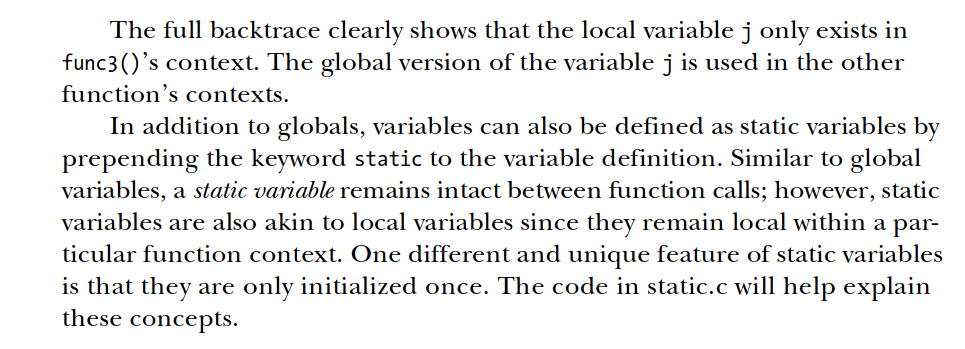 The full backtrace clearly shows that the local variable j only exists in
func3()’s context. The global version of the variable j is used in the other
function’s contexts.
In addition to globals, variables can also be defined as static variables by
prepending the keyword static to the variable definition. Similar to global
variables, a static variable remains intact between function calls; however, static
variables are also akin to local variables since they remain local within a par-
ticular function context. One different and unique feature of static variables
is that they are only initialized once. The code in static.c will help explain
these concepts.